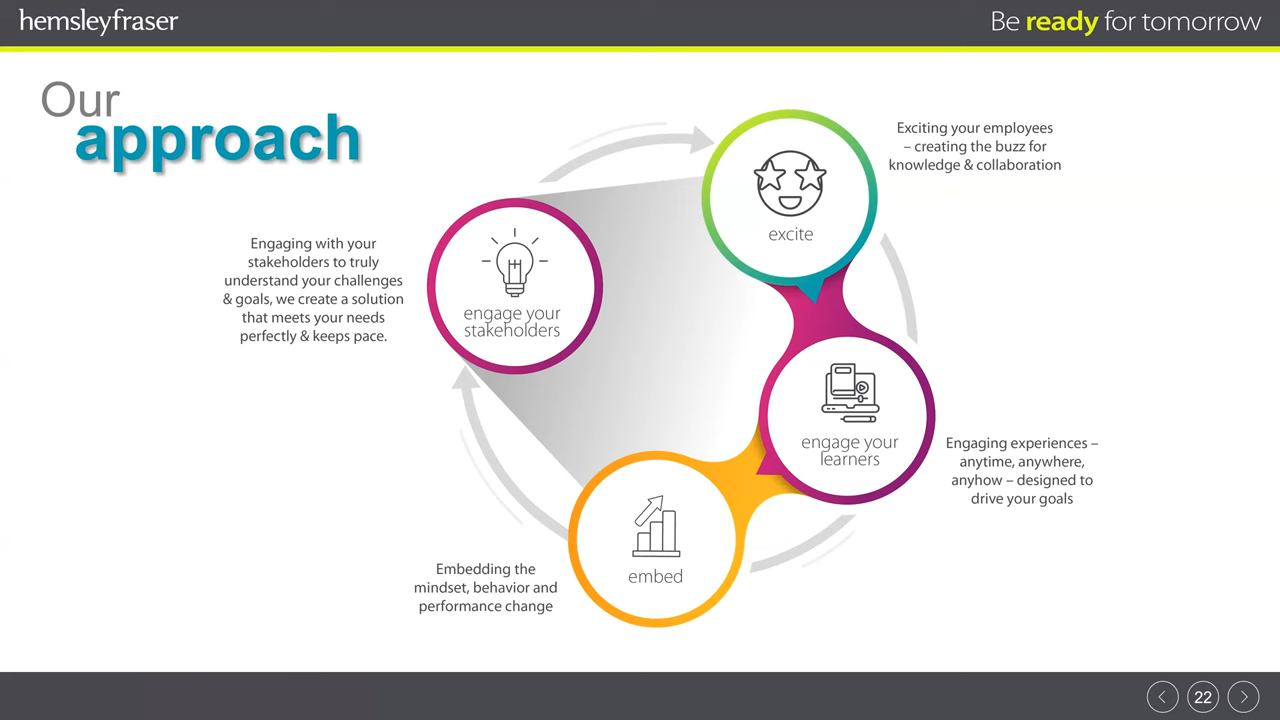 hemsleyfraser
Be ready for tomorrow
Our
approach
Exciting your employees
– creating the buzz for
knowledge & collaboration
excite
Engaging with your
stakeholders to truly
understand your challenges
& goals, we create a solution
that meets your needs
perfectly & keeps pace.
engage your
stakeholders
engage your
learners
Engaging experiences –
anytime, anywhere,
anyhow – designed to
drive your goals
Embedding the
mindset, behavior and
performance change
embed
22